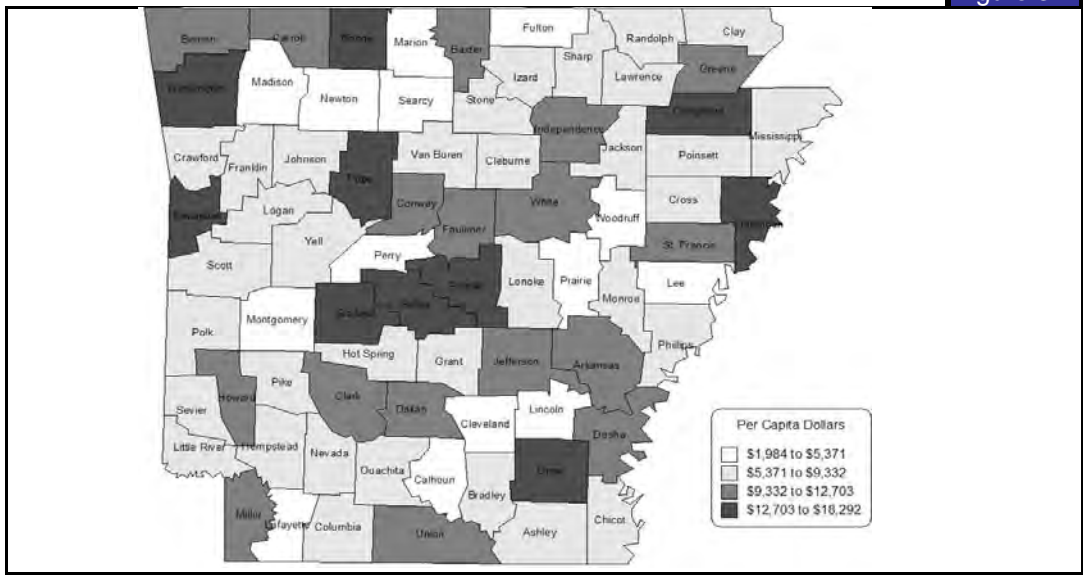 Fulton
Randolph
Clay
Benton
Carroll
Boone
Marion
Baxter
Sharp
Izard
Lawrence
Greene
Washington
Madison
Newton
Searcy
Stone
Craighead
Mississippi
Independence
Jackson
Poinsett
Crawford
Franklin
Johnson
Pope
Van Buren
Cleburne
Conway
White
Woodruff
Cross
Logan
Faulkner
St. Francis
Yell
Perry
Scott
Lonoke
Prairie
Lee
Monroe
Garland
Saline
Polk
Montgomery
Phillips
Hot Spring
Grant
Jefferson
Arkansas
Pike
Clark
Howard
Dallas
Sevier
Cleveland
Lincoln
Desha
Little River
Hempstead
Nevada
Ouachita
Calhoun
Drew
Bradley
Miller
Lafayette
Columbia
Union
Ashley
Chicot
Per Capita Dollars
$1,984 to $5,371
$5,371 to $9,332
$9,332 to $12,703
$12,703 to $18,292